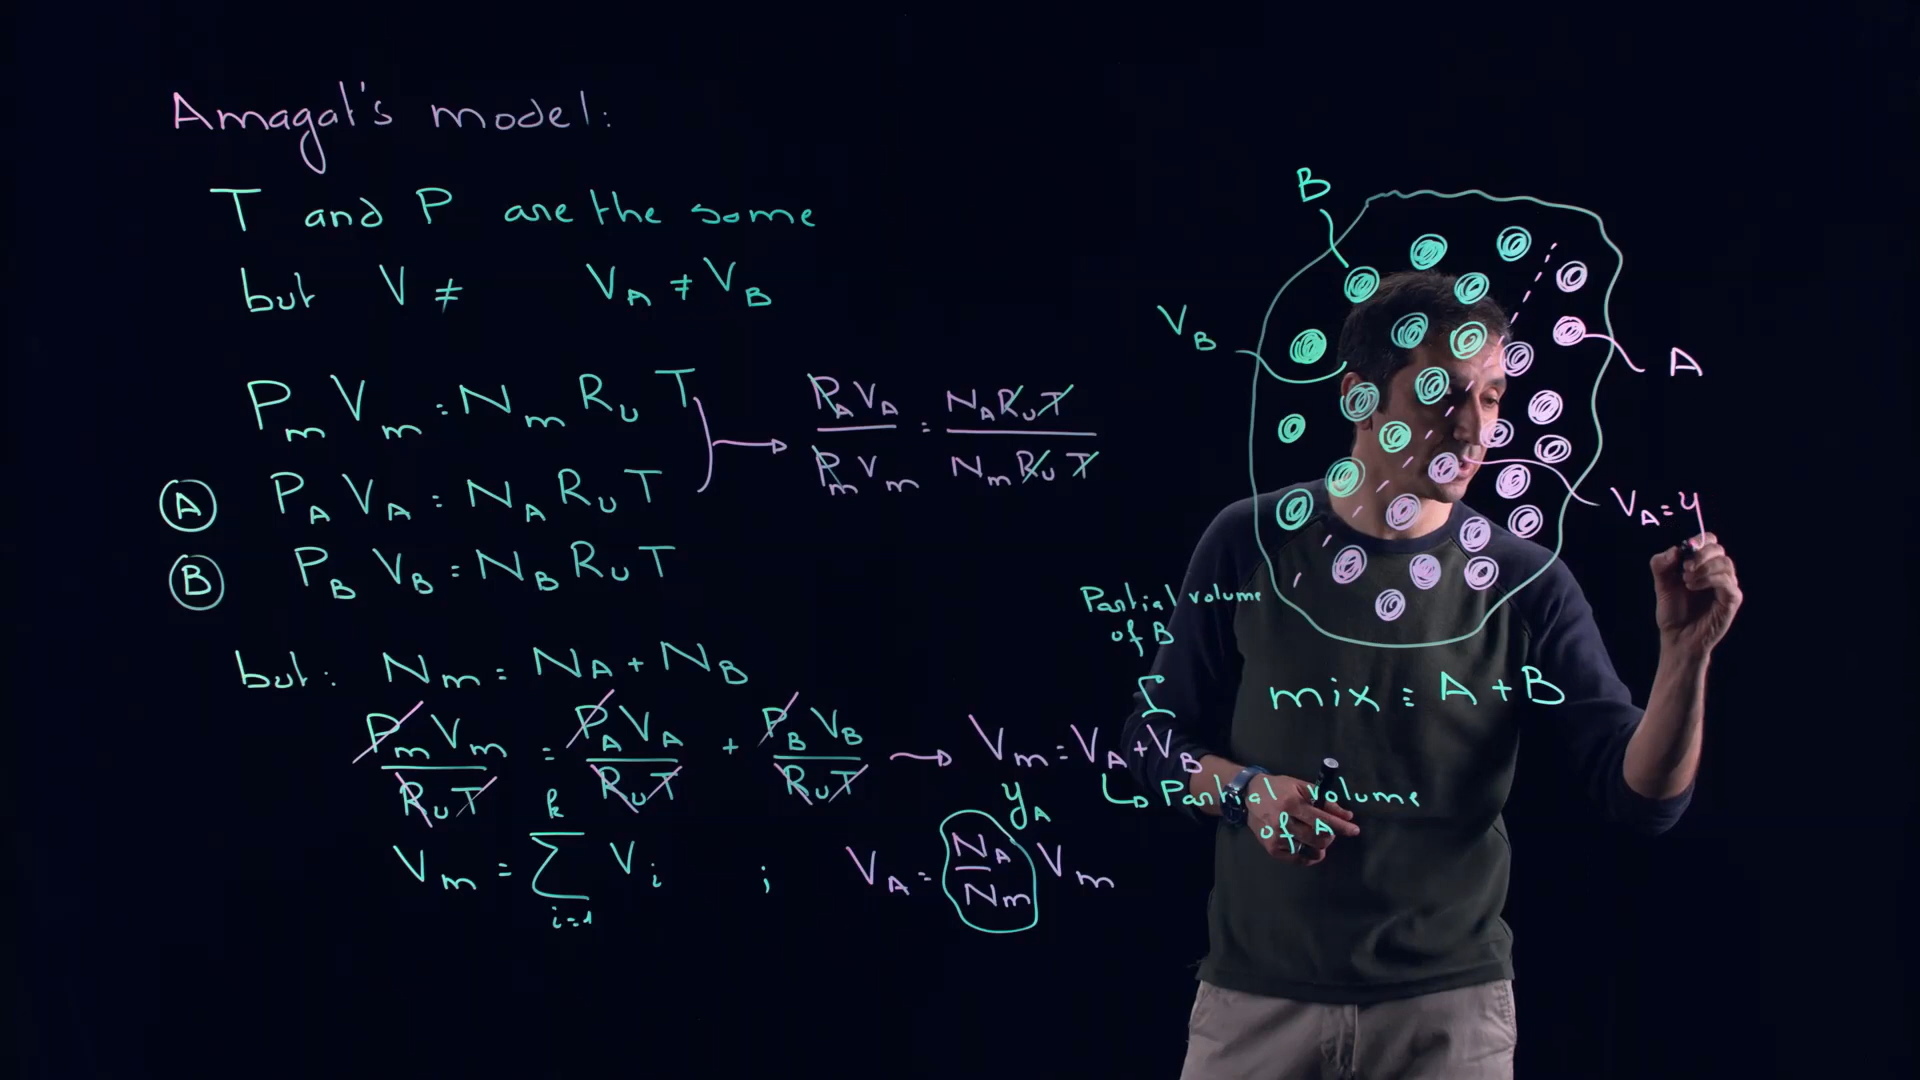 Amagat's model:
T and P are the some
but V ≠ V_A ≠ V_B
P_m V_m = N_m R_u T
P_A V_A / P_m V_m = N_A R_u T / N_m R_u T
A P_A V_A = N_A R_u T
B P_B V_B = N_B R_u T
but: N_m = N_A + N_B
P_m V_m / R_u T = P_A V_A / R_u T + P_B V_B / R_u T → V_m = V_A + V_B
Partial volume
of B
↳ Partial volume
of A
V_m = Σ_{i=1}^{k} V_i ; V_A = N_A / N_m V_m
y_A
B
V_B
A
V_A = y
mix = A + B